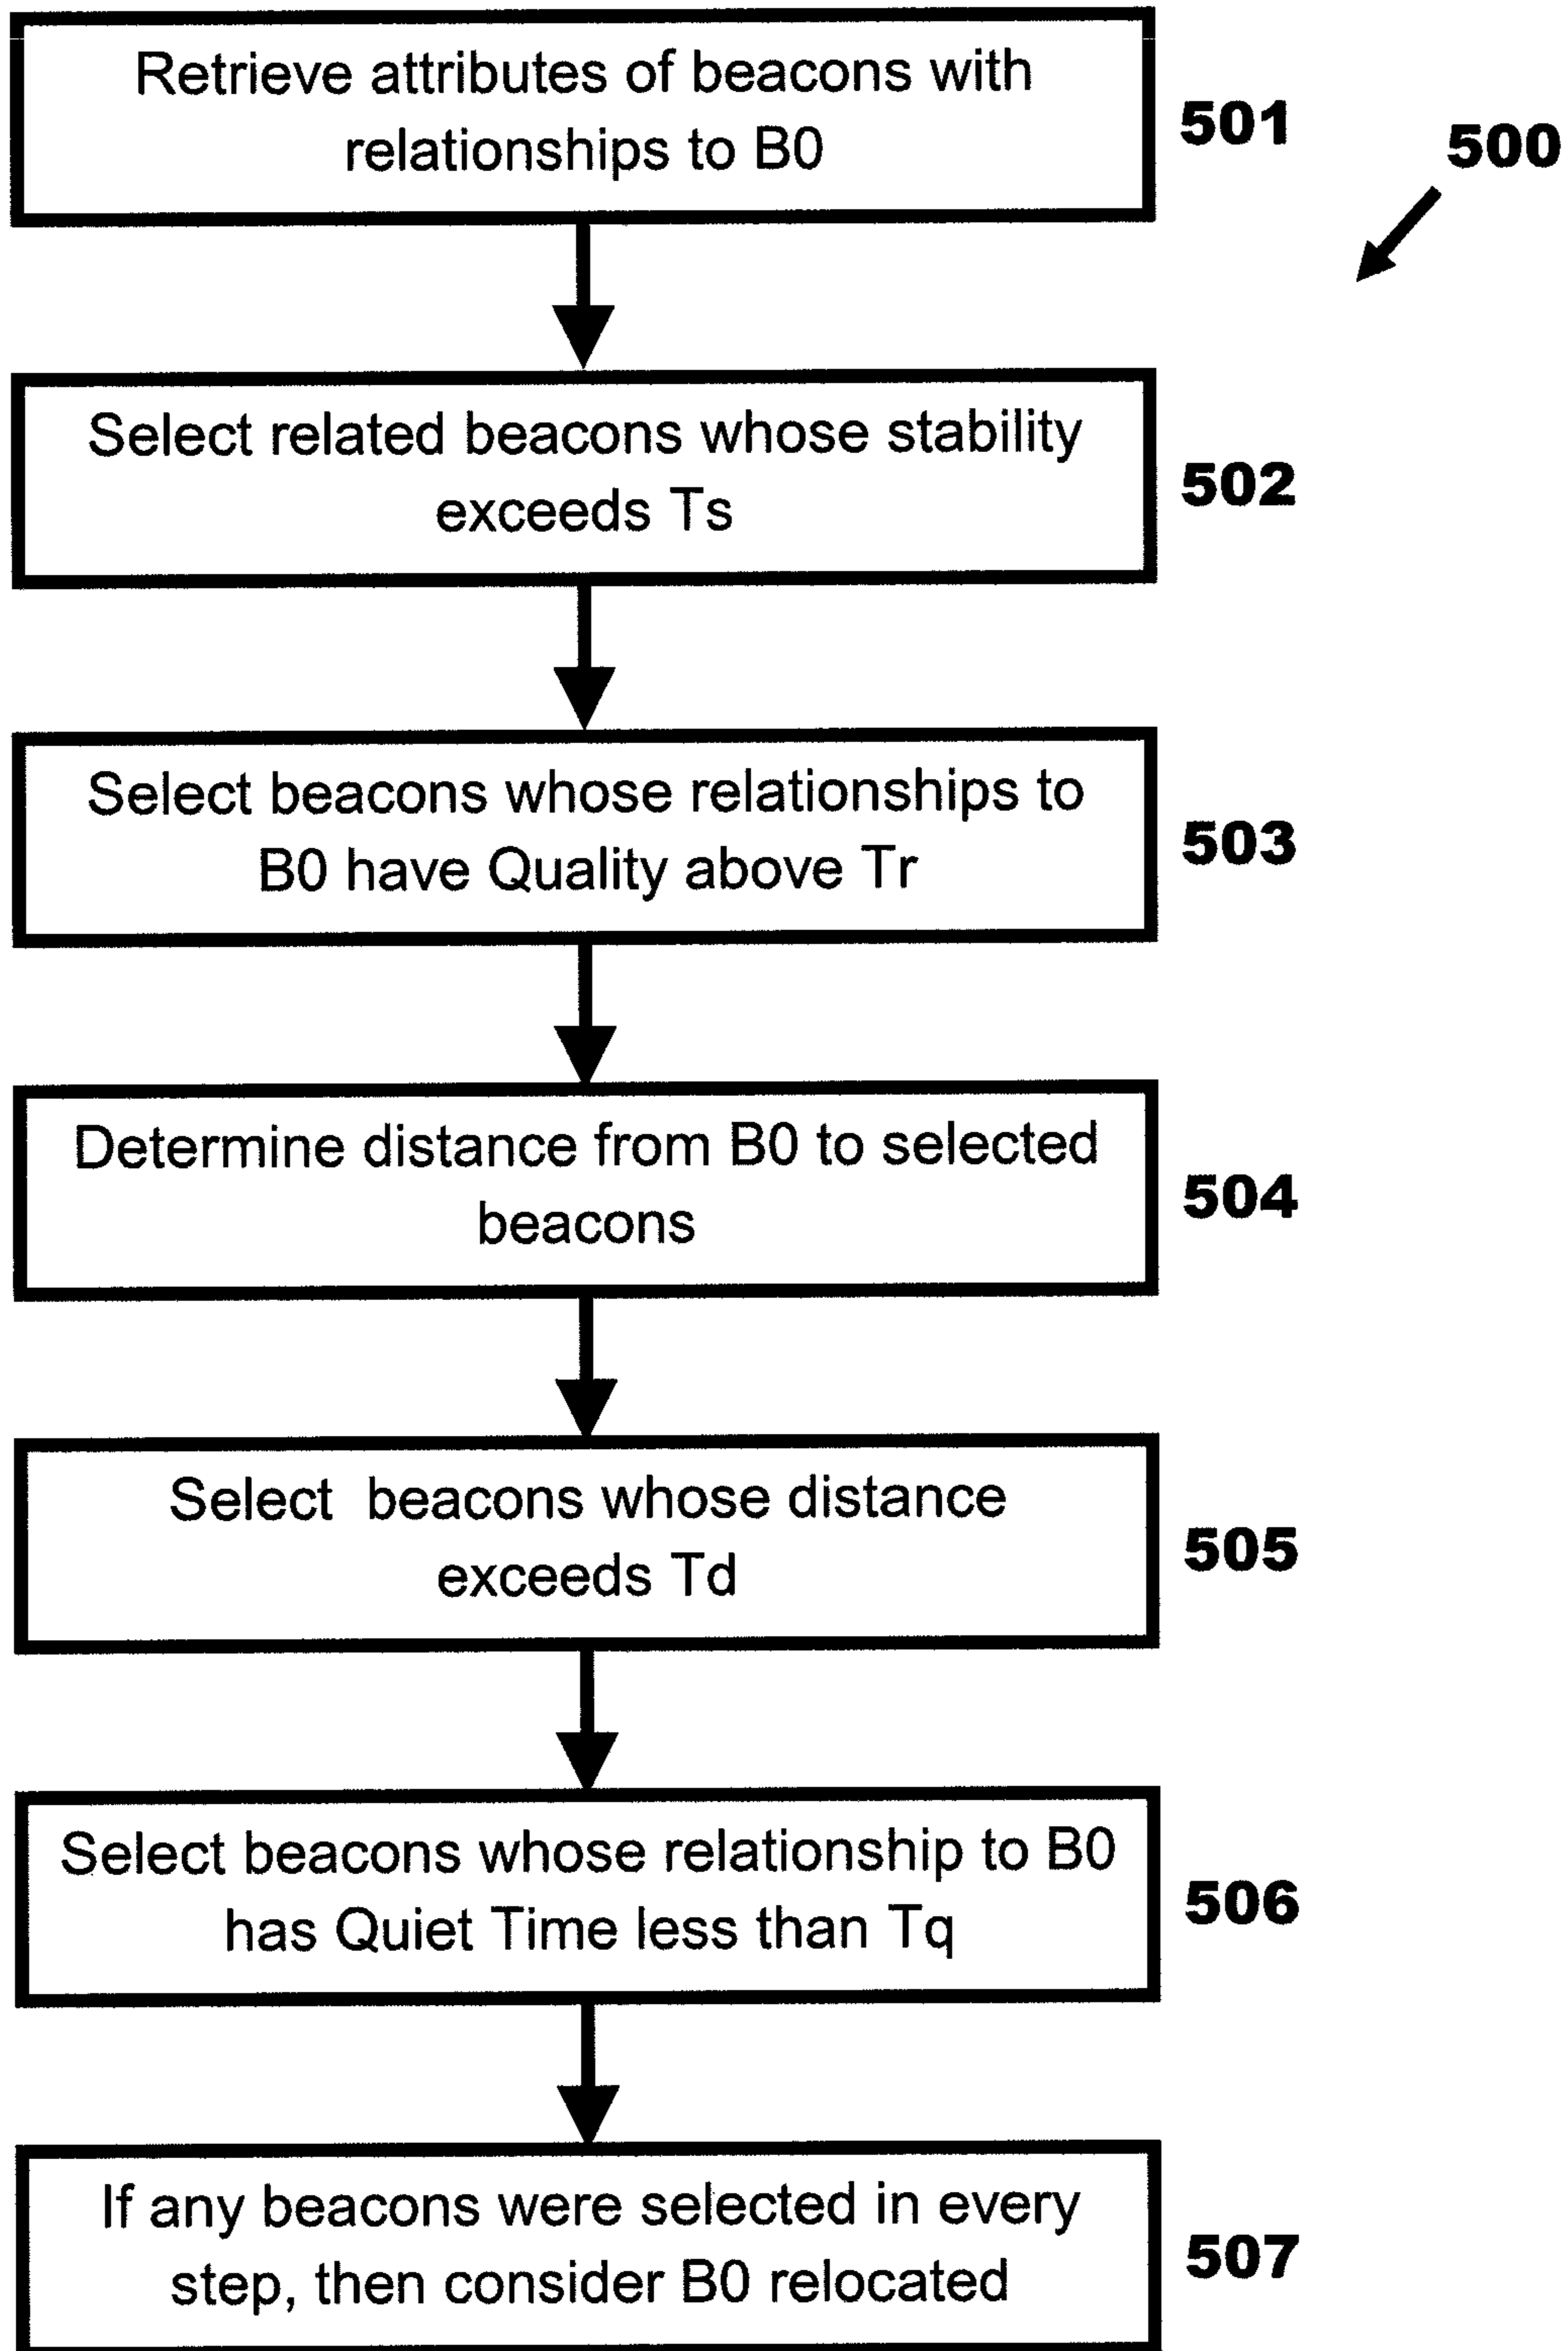 Retrieve attributes of beacons with
relationships to B0
501
500
Select related beacons whose stability
exceeds Ts
502
Select beacons whose relationships to
B0 have Quality above Tr
503
Determine distance from B0 to selected
beacons
504
Select beacons whose distance
exceeds Td
505
Select beacons whose relationship to B0
has Quiet Time less than Tq
506
If any beacons were selected in every
step, then consider B0 relocated
507